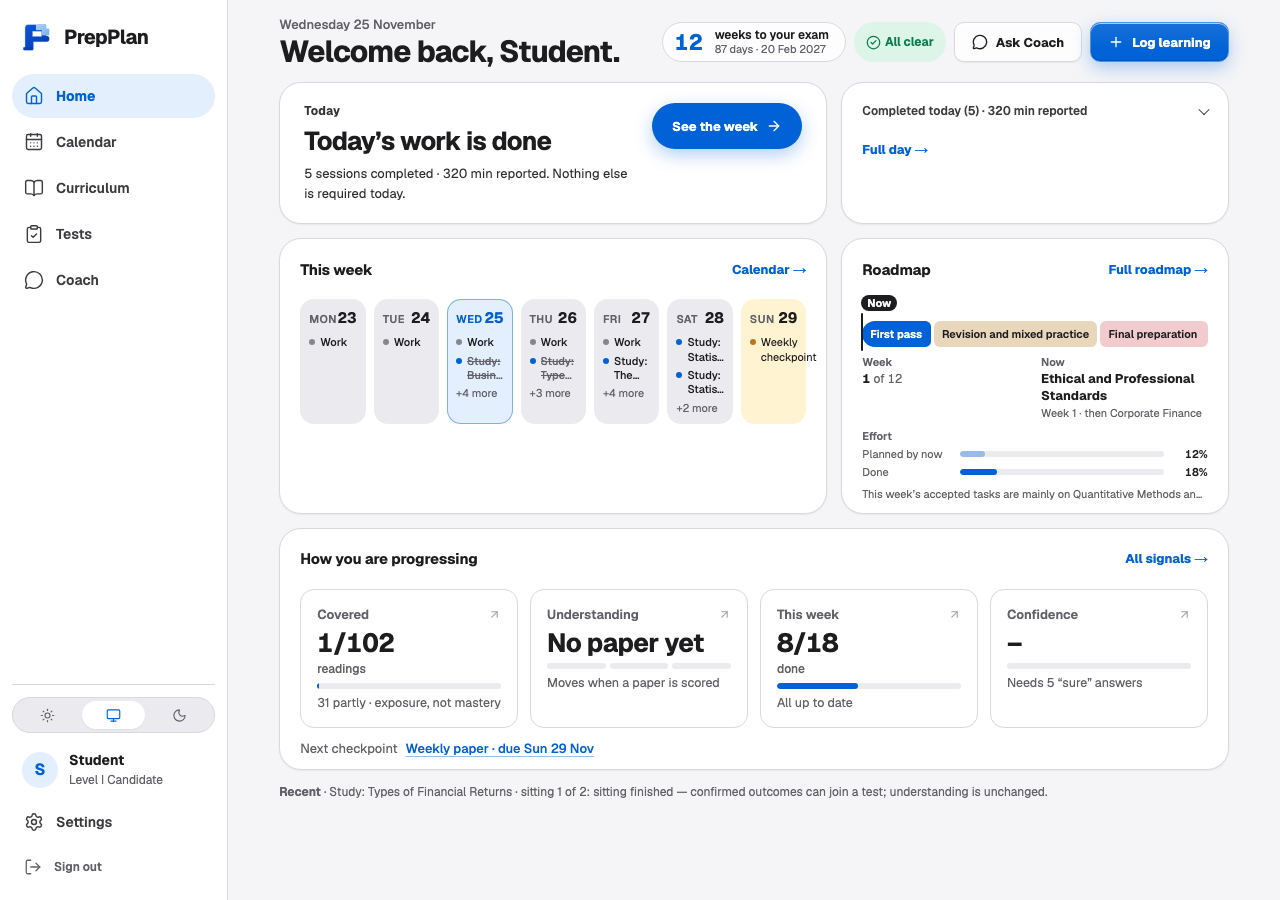 PrepPlan
Home
Calendar
Curriculum
Tests
Coach
Student
S
Level I Candidate
Settings
Sign out
Wednesday 25 November
Welcome back, Student.
12
weeks to your exam
87 days · 20 Feb 2027
All clear
Ask Coach
Log learning
Today
Today’s work is done
5 sessions completed · 320 min reported. Nothing else
is required today.
See the week →
Completed today (5) · 320 min reported
Full day →
This week
Calendar →
MON 23
Work
TUE 24
Work
WED 25
Work
Study:
Busin...
+4 more
THU 26
Work
Study:
Type...
+3 more
FRI 27
Work
Study:
The...
+4 more
SAT 28
Study:
Statis...
Study:
Statis...
+2 more
SUN 29
Weekly
checkpoint
Roadmap
Full roadmap →
Now
First pass
Revision and mixed practice
Final preparation
Week
1 of 12
Now
Ethical and Professional
Standards
Week 1 · then Corporate Finance
Effort
Planned by now 12%
Done 18%
This week’s accepted tasks are mainly on Quantitative Methods an...
How you are progressing
All signals →
Covered
1/102
readings
31 partly · exposure, not mastery
Understanding
No paper yet
Moves when a paper is scored
This week
8/18
done
All up to date
Confidence
–
Needs 5 “sure” answers
Next checkpoint Weekly paper · due Sun 29 Nov
Recent · Study: Types of Financial Returns · sitting 1 of 2: sitting finished — confirmed outcomes can join a test; understanding is unchanged.